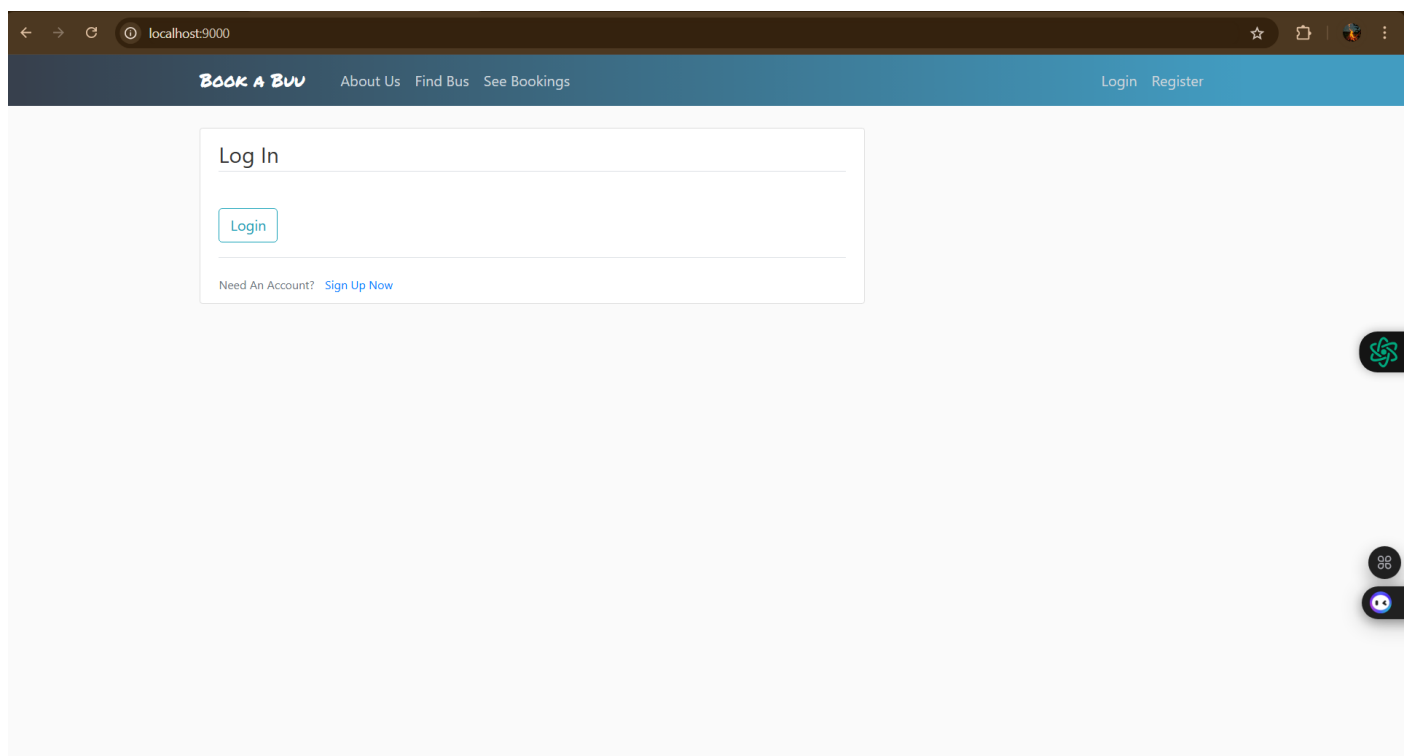 localhost:9000
Book a Buu About Us Find Bus See Bookings Login Register
Log In
Login
Need An Account? Sign Up Now